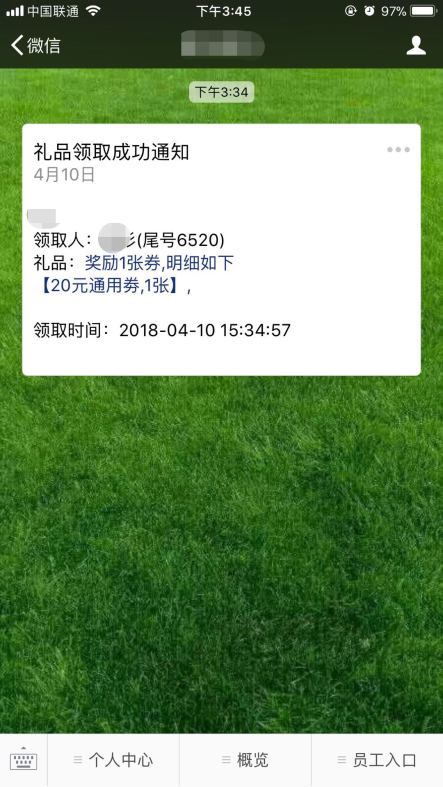 中国联通
下午3:45
97%
微信
下午3:34
礼品领取成功通知
4月10日
领取人：彡(尾号6520)
礼品：奖励1张券,明细如下
【20元通用券,1张】,
领取时间：2018-04-10 15:34:57
个人中心
概览
员工入口